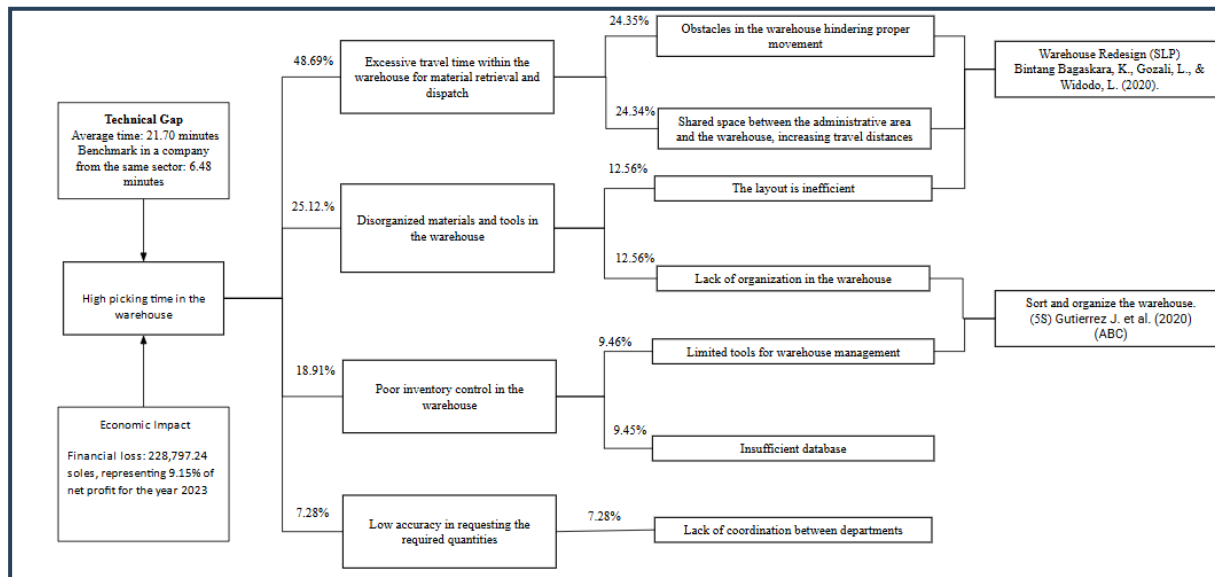 Technical Gap
Average time: 21.70 minutes
Benchmark in a company
from the same sector: 6.48
minutes
High picking time in the
warehouse
Economic Impact
Financial loss: 228,797.24
soles, representing 9.15% of
net profit for the year 2023
48.69%
Excessive travel time within the
warehouse for material retrieval and
dispatch
25.12.%
Disorganized materials and tools in
the warehouse
18.91%
Poor inventory control in the
warehouse
7.28%
Low accuracy in requesting the
required quantities
24.35%
Obstacles in the warehouse hindering proper
movement
24.34%
Shared space between the administrative area
and the warehouse, increasing travel distances
12.56%
The layout is inefficient
12.56%
Lack of organization in the warehouse
9.46%
Limited tools for warehouse management
9.45%
Insufficient database
7.28%
Lack of coordination between departments
Warehouse Redesign (SLP)
Bintang Bagaskara, K., Gozali, L., &
Widodo, L. (2020).
Sort and organize the warehouse.
(5S) Gutierrez J. et al. (2020)
(ABC)